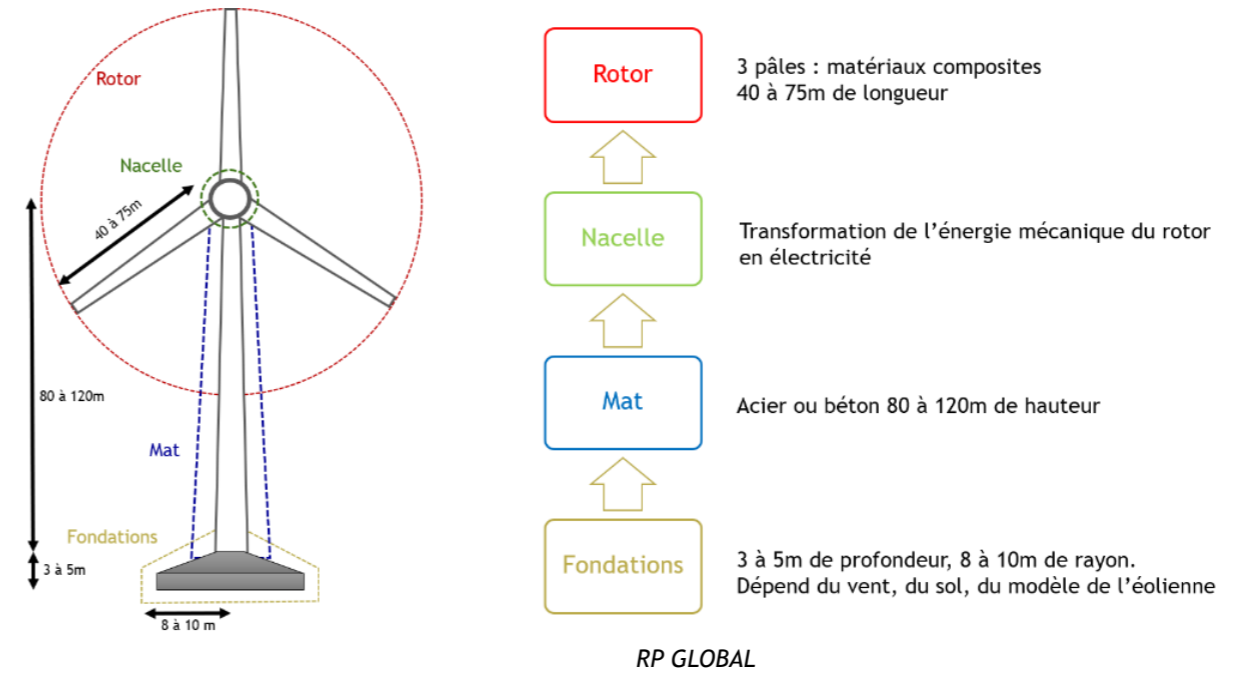 Rotor
Nacelle
40 à 75m
80 à 120m
Mat
Fondations
3 à 5m
8 à 10 m
Rotor
3 pâles : matériaux composites
40 à 75m de longueur
Nacelle
Transformation de l’énergie mécanique du rotor
en électricité
Mat
Acier ou béton 80 à 120m de hauteur
Fondations
3 à 5m de profondeur, 8 à 10m de rayon.
Dépend du vent, du sol, du modèle de l’éolienne
RP GLOBAL